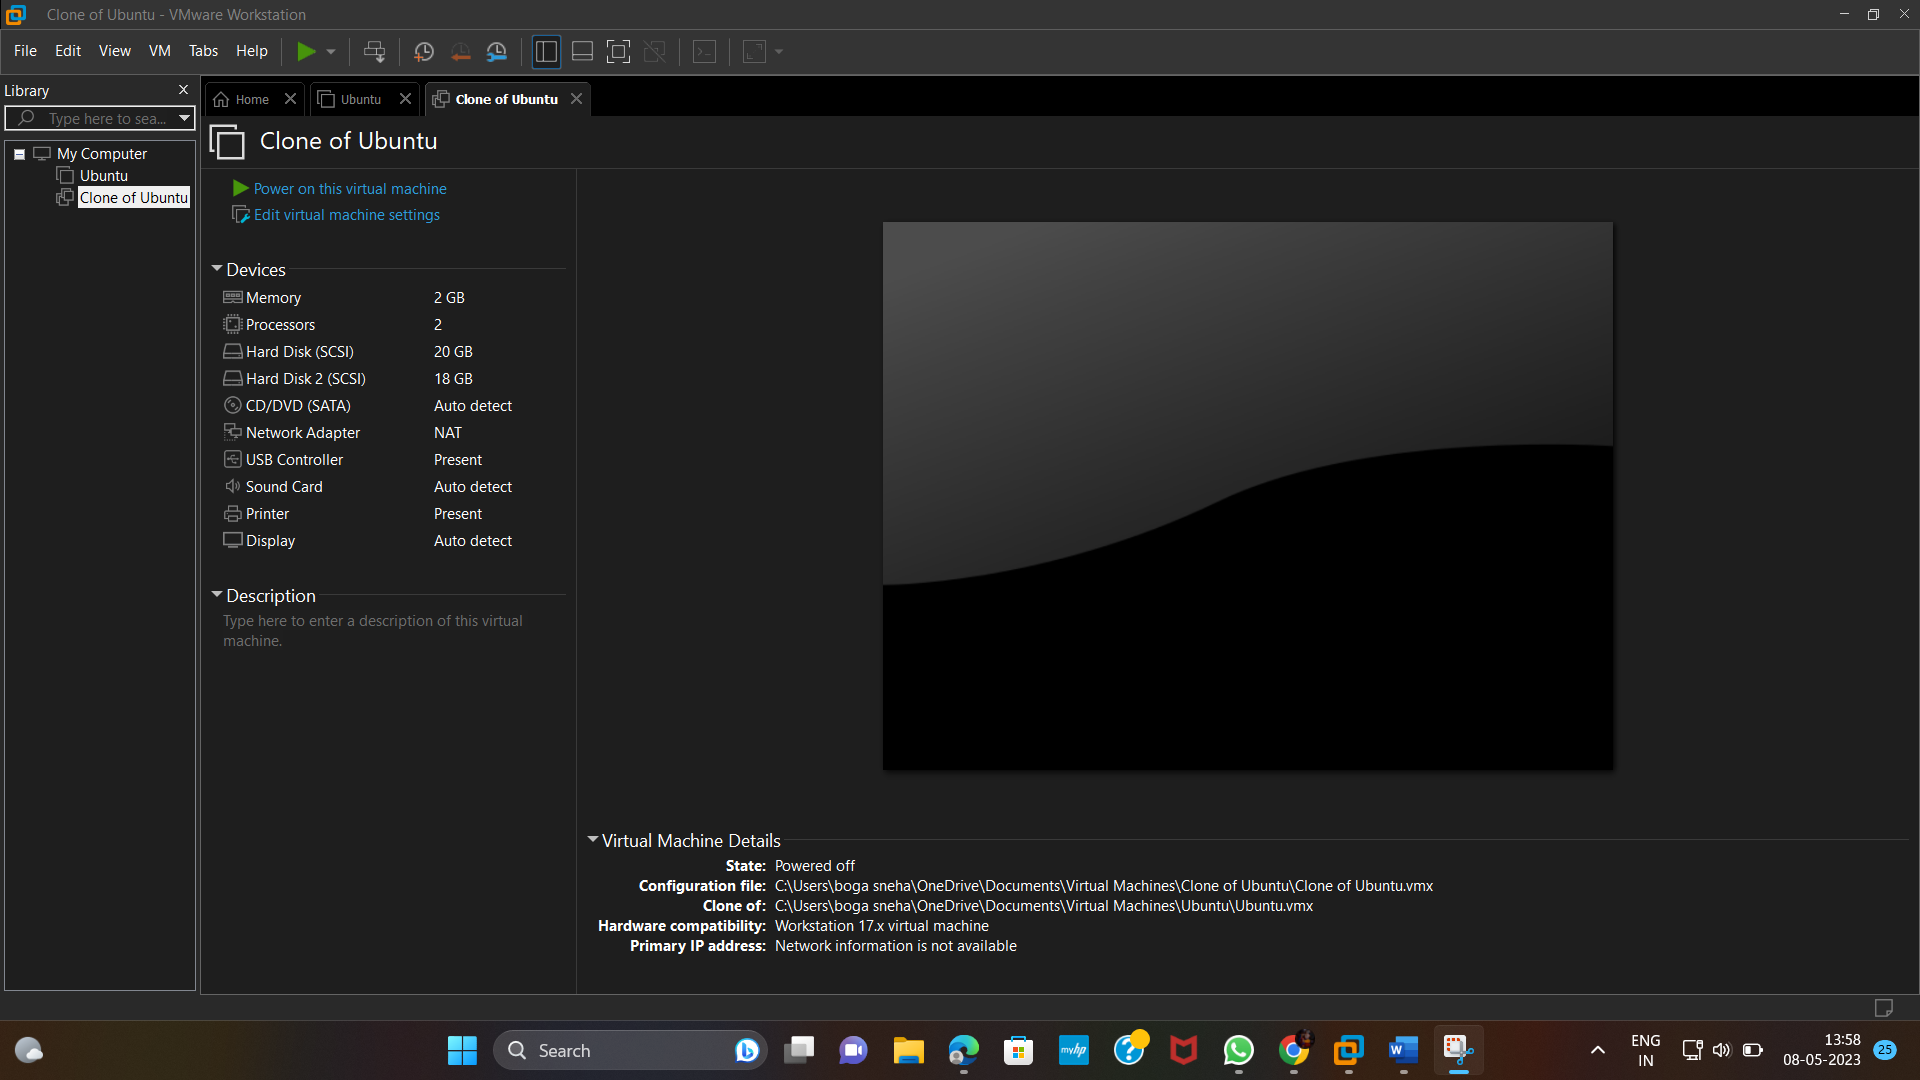 Clone of Ubuntu - VMware Workstation
File Edit View VM Tabs Help
Library
Type here to sea...
My Computer
Ubuntu
Clone of Ubuntu
Home Ubuntu Clone of Ubuntu
Clone of Ubuntu
Power on this virtual machine
Edit virtual machine settings
Devices
Memory 2 GB
Processors 2
Hard Disk (SCSI) 20 GB
Hard Disk 2 (SCSI) 18 GB
CD/DVD (SATA) Auto detect
Network Adapter NAT
USB Controller Present
Sound Card Auto detect
Printer Present
Display Auto detect
Description
Type here to enter a description of this virtual
machine.
Virtual Machine Details
State: Powered off
Configuration file: C:\Users\boga sneha\OneDrive\Documents\Virtual Machines\Clone of Ubuntu\Clone of Ubuntu.vmx
Clone of: C:\Users\boga sneha\OneDrive\Documents\Virtual Machines\Ubuntu\Ubuntu.vmx
Hardware compatibility: Workstation 17.x virtual machine
Primary IP address: Network information is not available
Search
myhp
W
ENG
IN
13:58
08-05-2023
25